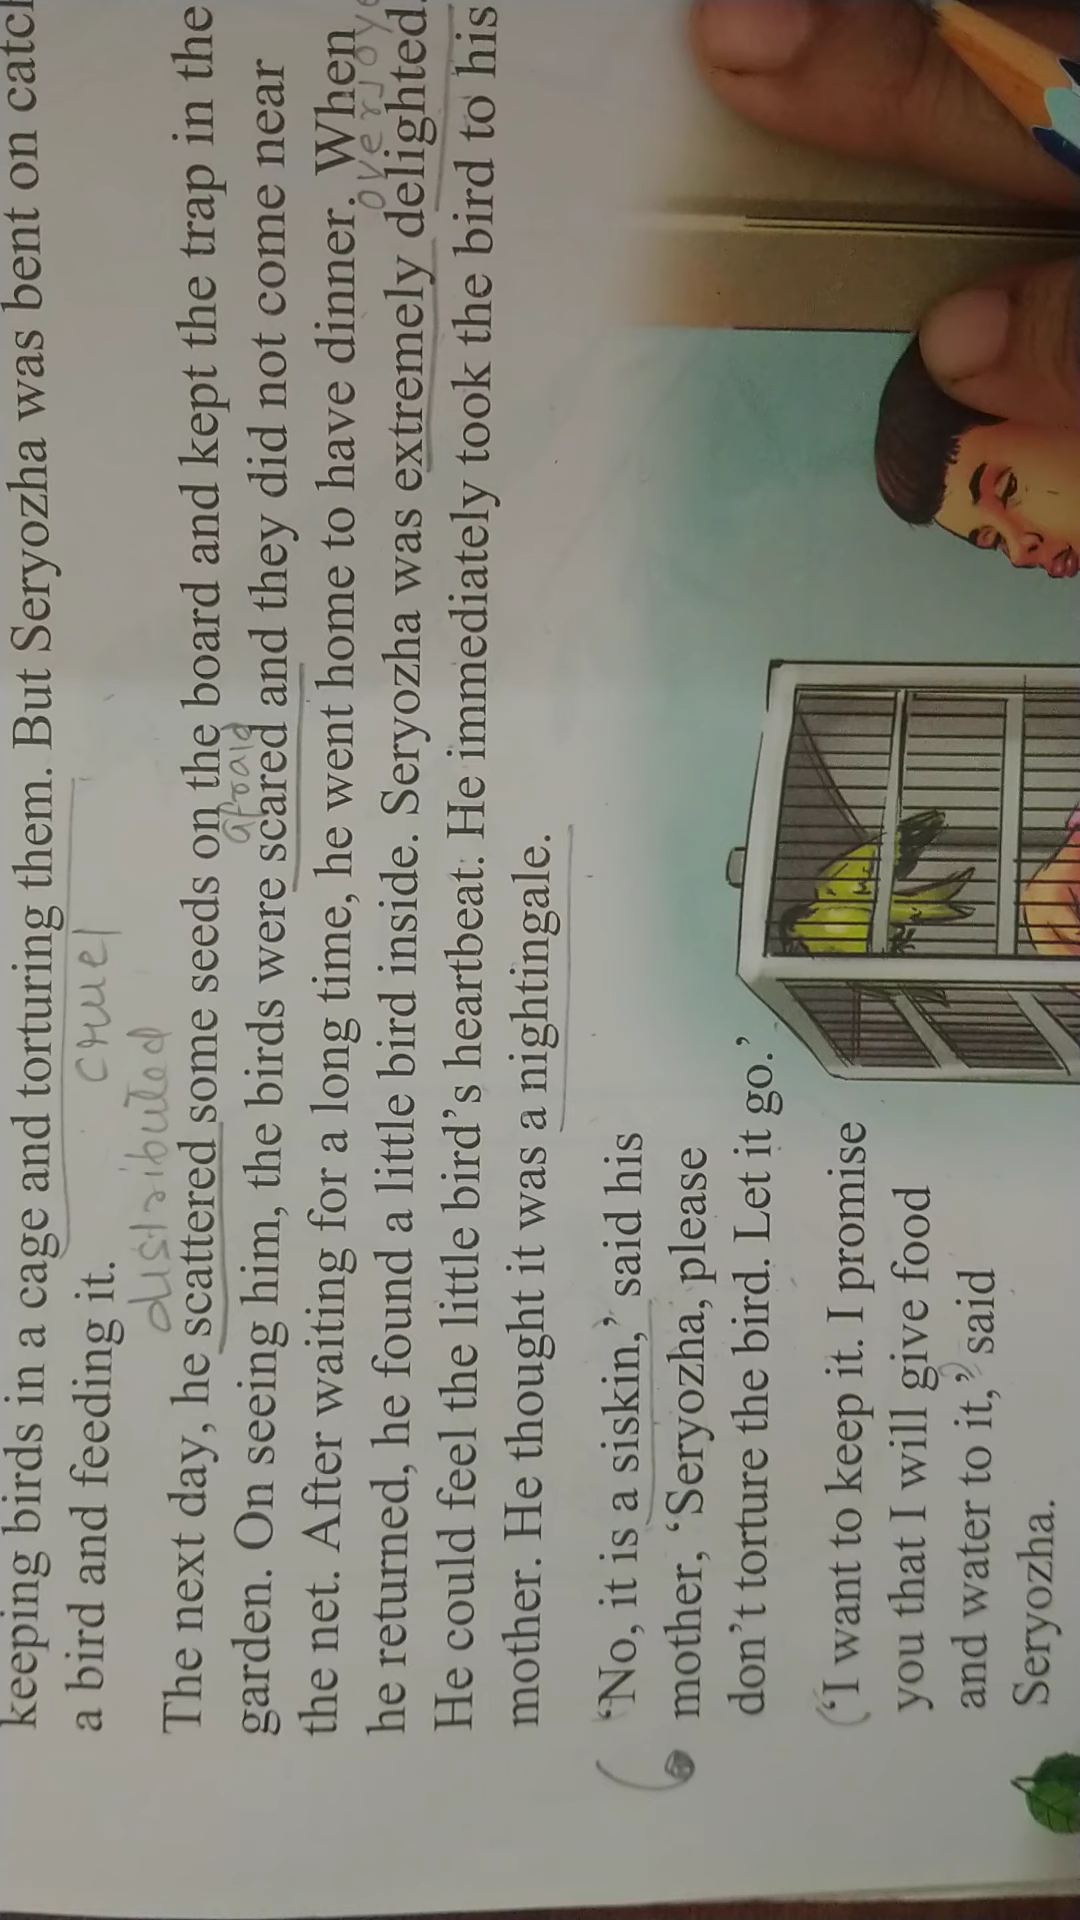 keeping birds in a cage and torturing them. But Seryozha was bent on catch
cruel
a bird and feeding it.
distributed
The next day, he scattered some seeds on the board and kept the trap in the
afraid
garden. On seeing him, the birds were scared and they did not come near
the net. After waiting for a long time, he went home to have dinner. When
overjoye
he returned, he found a little bird inside. Seryozha was extremely delighted.
He could feel the little bird's heartbeat. He immediately took the bird to his
mother. He thought it was a nightingale.
‘No, it is a siskin,’ said his
mother, ‘Seryozha, please
don't torture the bird. Let it go.’
(‘I want to keep it. I promise
you that I will give food
and water to it,’ said
Seryozha.